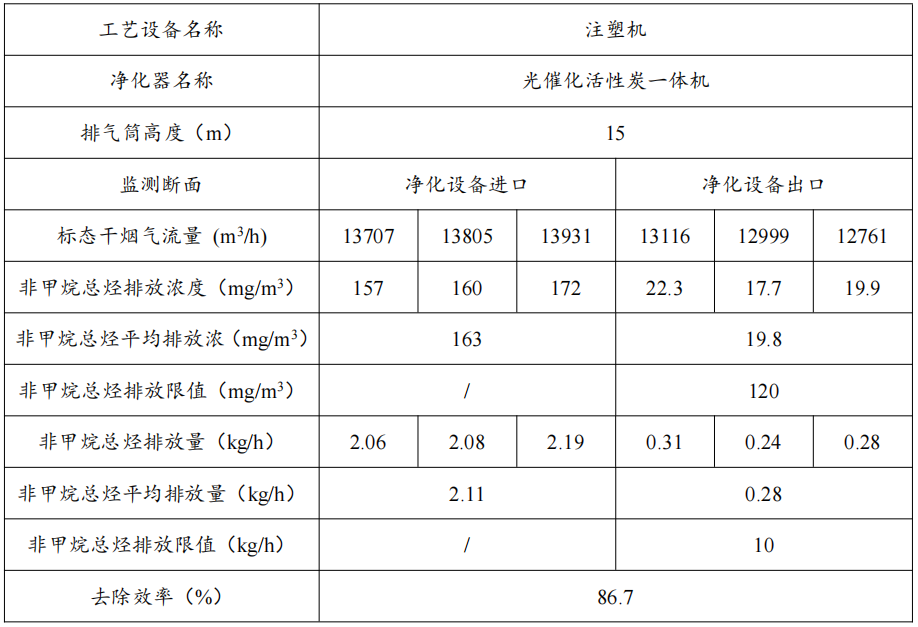 工艺设备名称 注塑机
净化器名称 光催化活性炭一体机
排气筒高度（m） 15
监测断面 净化设备进口 净化设备出口
标态干烟气流量 (m³/h) 13707 13805 13931 13116 12999 12761
非甲烷总烃排放浓度（mg/m³） 157 160 172 22.3 17.7 19.9
非甲烷总烃平均排放浓（mg/m³） 163 19.8
非甲烷总烃排放限值（mg/m³） / 120
非甲烷总烃排放量（kg/h） 2.06 2.08 2.19 0.31 0.24 0.28
非甲烷总烃平均排放量（kg/h） 2.11 0.28
非甲烷总烃排放限值（kg/h） / 10
去除效率（%） 86.7